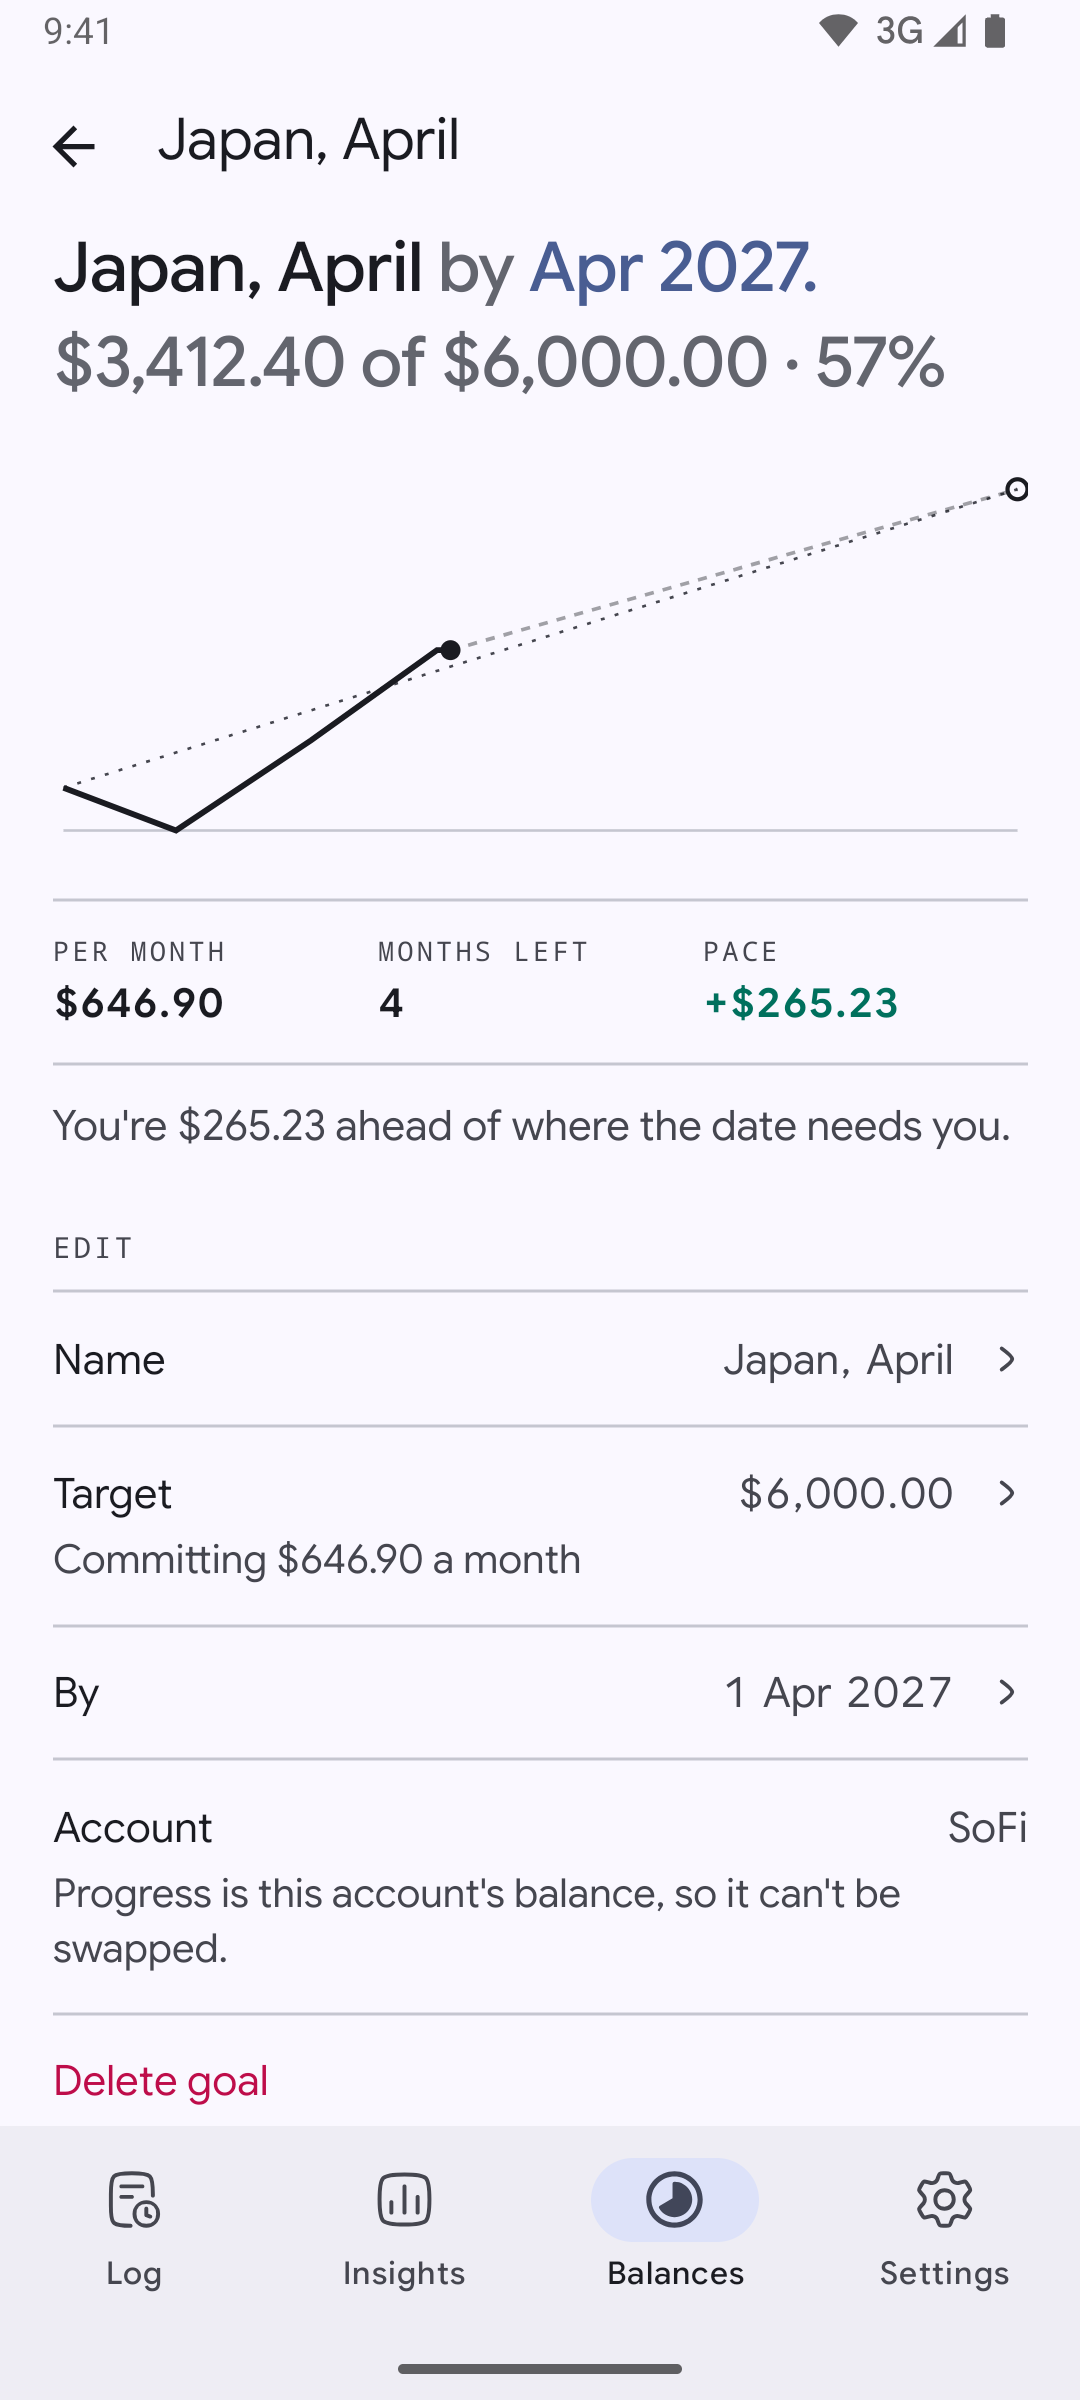 9:41
3G
Japan, April
Japan, April by Apr 2027.
$3,412.40 of $6,000.00 · 57%
PER MONTH
MONTHS LEFT
PACE
$646.90
4
+$265.23
You're $265.23 ahead of where the date needs you.
EDIT
Name
Japan, April
Target
$6,000.00
Committing $646.90 a month
By
1 Apr 2027
Account
SoFi
Progress is this account's balance, so it can't be
swapped.
Delete goal
Log
Insights
Balances
Settings